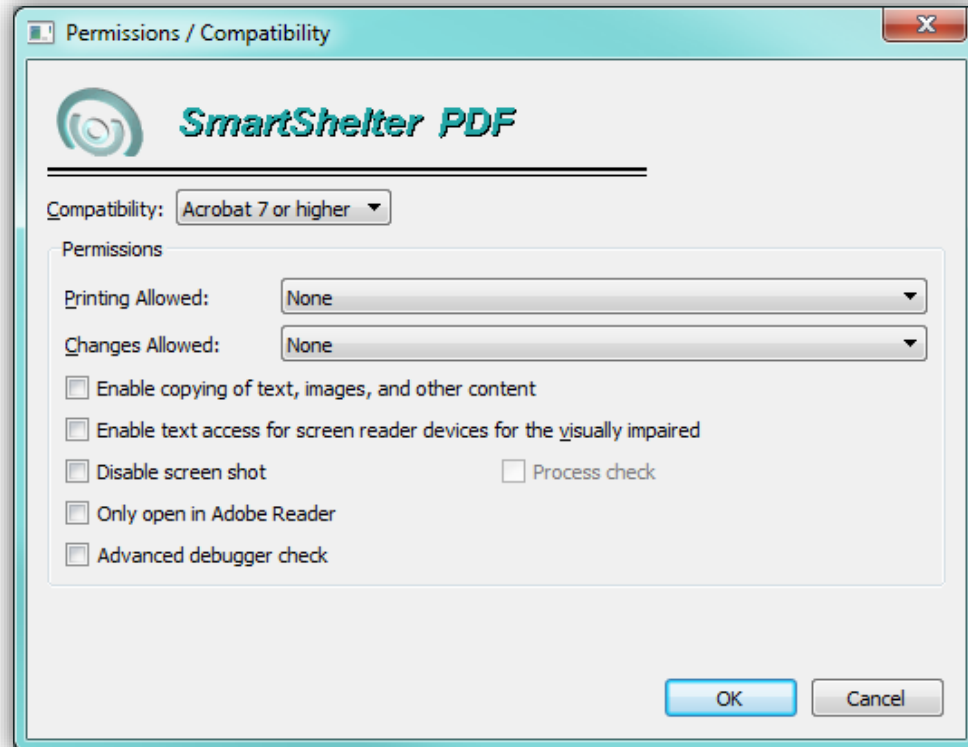 Permissions / Compatibility
SmartShelter PDF
Compatibility: Acrobat 7 or higher
Permissions
Printing Allowed: None
Changes Allowed: None
Enable copying of text, images, and other content
Enable text access for screen reader devices for the visually impaired
Disable screen shot Process check
Only open in Adobe Reader
Advanced debugger check
OK Cancel